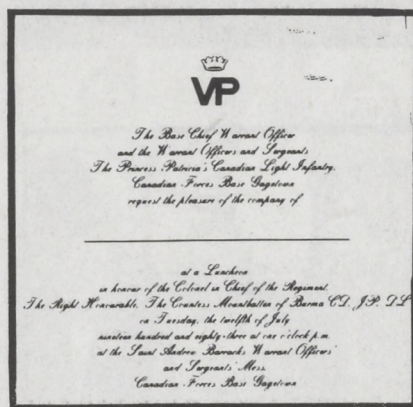 VP
The Base Chief Warrant Officer
and the Warrant Officers and Sergeants
The Princess Patricia's Canadian Light Infantry,
Canadian Forces Base Gagetown
request the pleasure of the company of
at a Luncheon
in honour of the Colonel in Chief of the Regiment.
The Right Honourable, The Countess Mountbatten of Burma CD. JP. DL
on Tuesday, the twelfth of July
nineteen hundred and eighty-three at one o'clock p.m.
at the Saint Andrew Barracks Warrant Officers'
and Sergeants' Mess,
Canadian Forces Base Gagetown